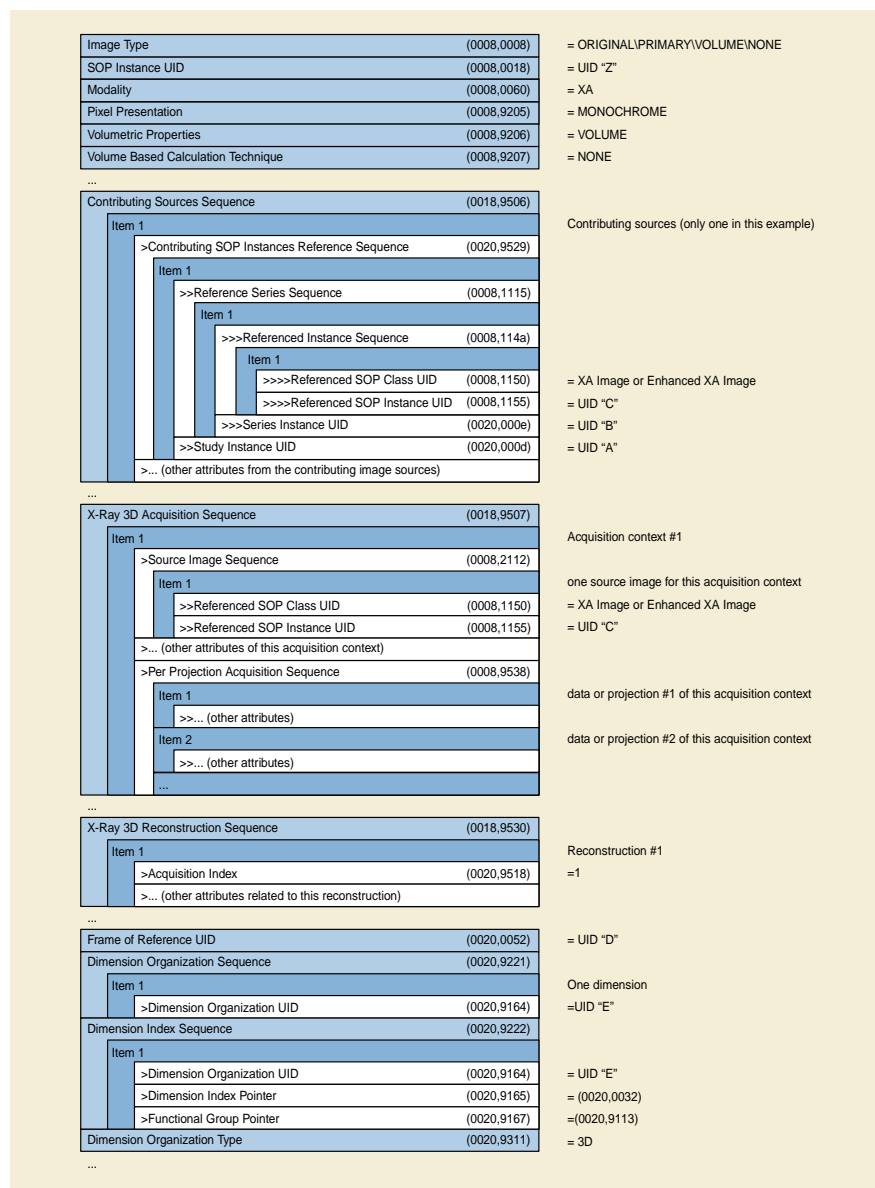 Image Type (0008,0008) = ORIGINAL\PRIMARY\VOLUME\NONE
SOP Instance UID (0008,0018) = UID “Z”
Modality (0008,0060) = XA
Pixel Presentation (0008,9205) = MONOCHROME
Volumetric Properties (0008,9206) = VOLUME
Volume Based Calculation Technique (0008,9207) = NONE
...
Contributing Sources Sequence (0018,9506)
Item 1 Contributing sources (only one in this example)
>Contributing SOP Instances Reference Sequence (0020,9529)
Item 1
>>Reference Series Sequence (0008,1115)
Item 1
>>>Referenced Instance Sequence (0008,114a)
Item 1
>>>>Referenced SOP Class UID (0008,1150) = XA Image or Enhanced XA Image
>>>>Referenced SOP Instance UID (0008,1155) = UID “C”
>>>Series Instance UID (0020,000e) = UID “B”
>>Study Instance UID (0020,000d) = UID “A”
>... (other attributes from the contributing image sources)
...
X-Ray 3D Acquisition Sequence (0018,9507)
Item 1 Acquisition context #1
>Source Image Sequence (0008,2112)
Item 1 one source image for this acquisition context
>>Referenced SOP Class UID (0008,1150) = XA Image or Enhanced XA Image
>>Referenced SOP Instance UID (0008,1155) = UID “C”
>... (other attributes of this acquisition context)
>Per Projection Acquisition Sequence (0008,9538)
Item 1 data or projection #1 of this acquisition context
>>... (other attributes)
Item 2 data or projection #2 of this acquisition context
>>... (other attributes)
...
...
X-Ray 3D Reconstruction Sequence (0018,9530)
Item 1 Reconstruction #1
>Acquisition Index (0020,9518) =1
>... (other attributes related to this reconstruction)
...
Frame of Reference UID (0020,0052) = UID “D”
Dimension Organization Sequence (0020,9221)
Item 1 One dimension
>Dimension Organization UID (0020,9164) =UID “E”
Dimension Index Sequence (0020,9222)
Item 1
>Dimension Organization UID (0020,9164) = UID “E”
>Dimension Index Pointer (0020,9165) = (0020,0032)
>Functional Group Pointer (0020,9167) =(0020,9113)
Dimension Organization Type (0020,9311) = 3D
...